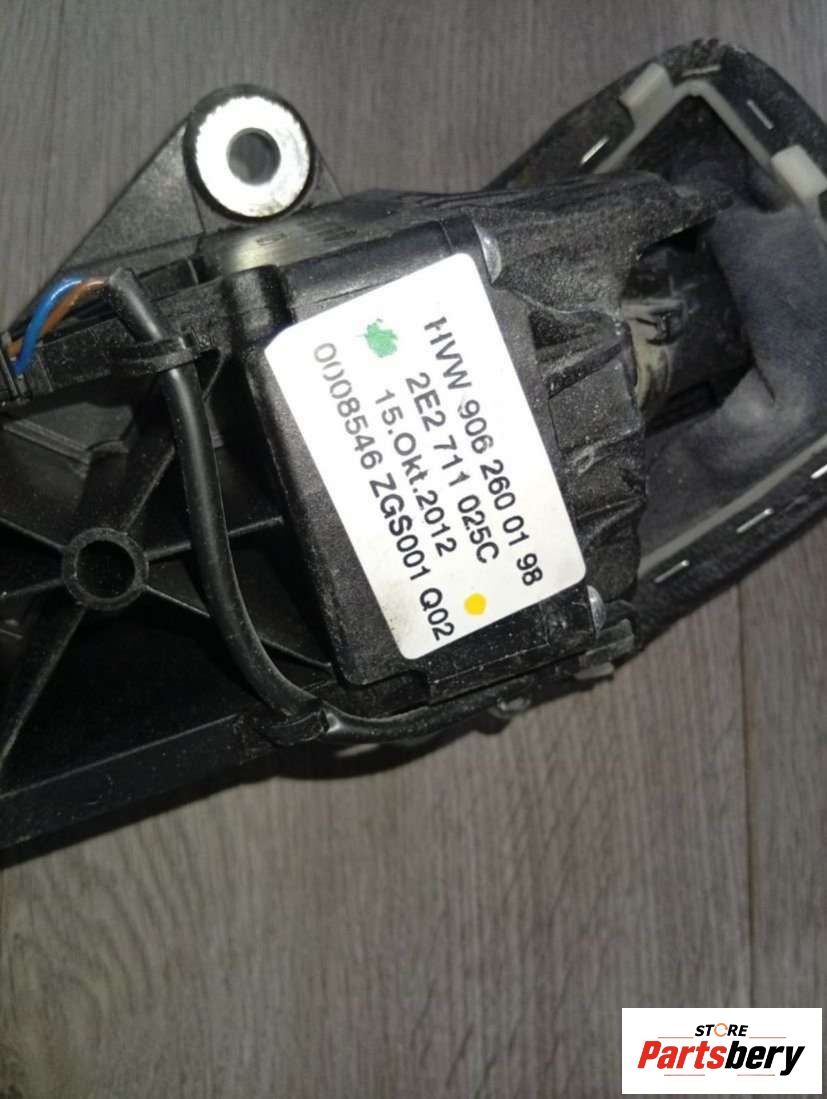 HVW 906 260 01 98
2E2 711 025C
15.Okt.2012
0008546 ZGS001 Q02
STORE
Partsbery